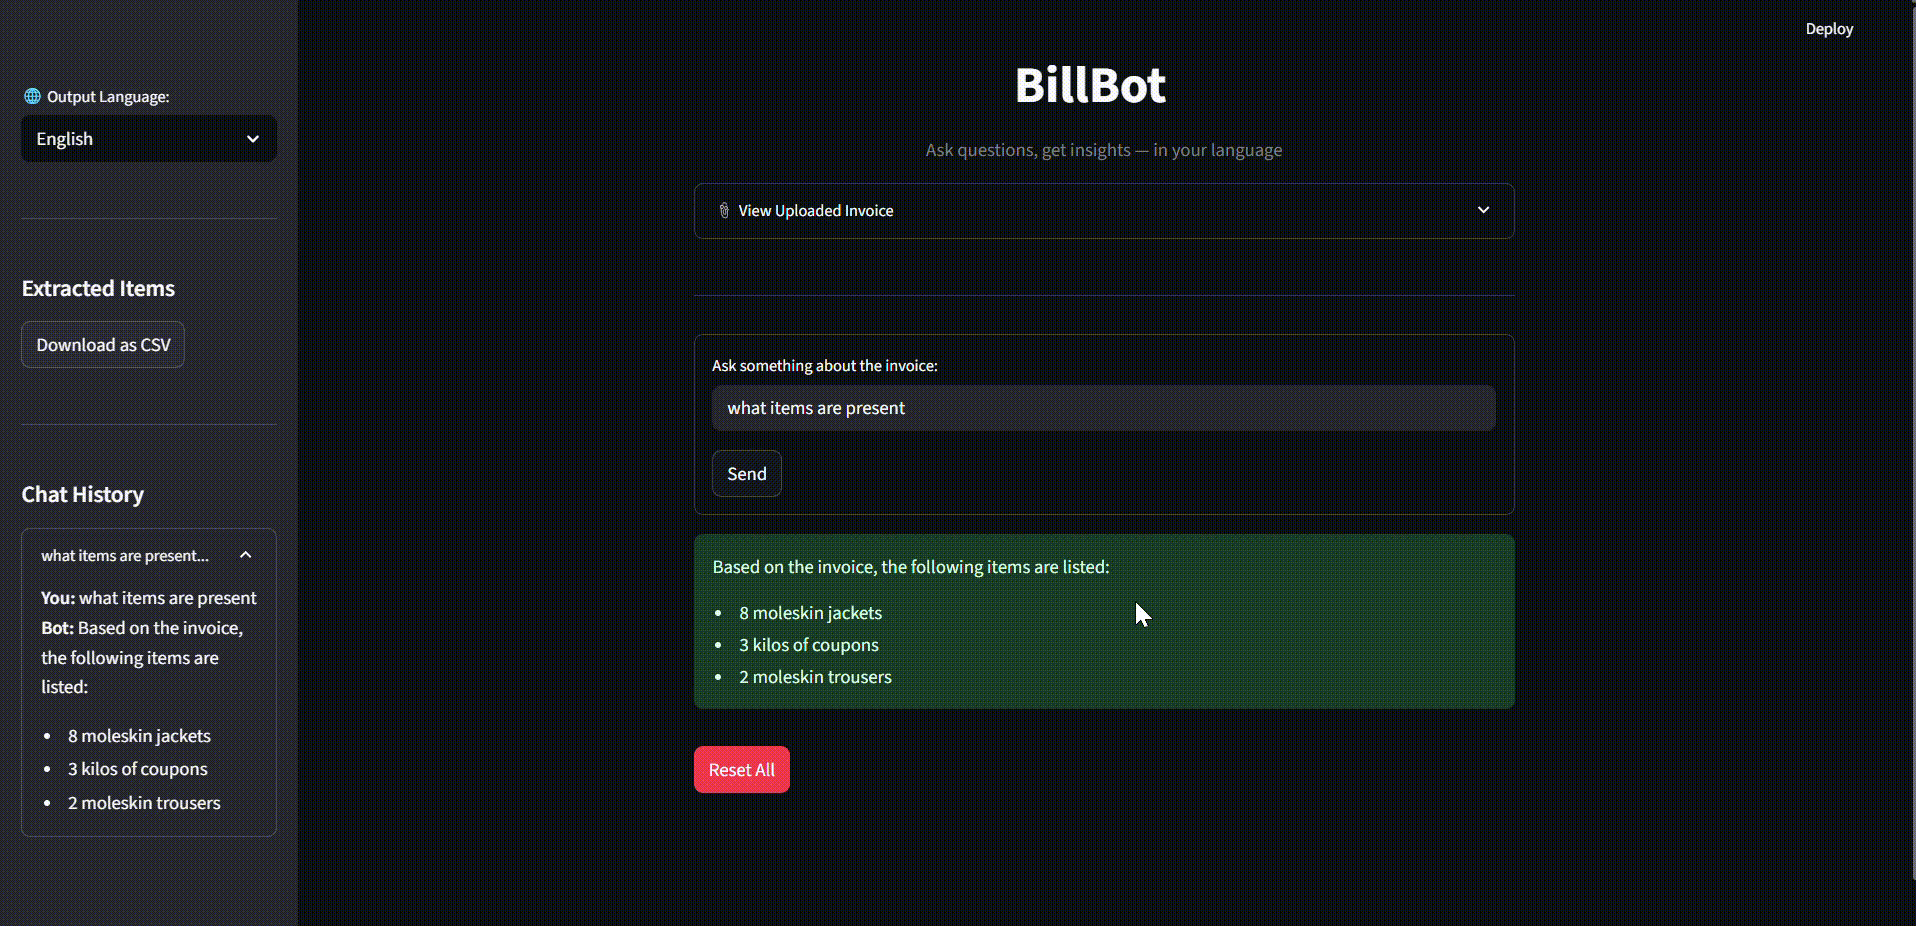 Deploy
🌐 Output Language:
English
Extracted Items
Download as CSV
Chat History
what items are present...
You: what items are present
Bot: Based on the invoice,
the following items are
listed:
• 8 moleskin jackets
• 3 kilos of coupons
• 2 moleskin trousers
BillBot
Ask questions, get insights — in your language
View Uploaded Invoice
Ask something about the invoice:
what items are present
Send
Based on the invoice, the following items are listed:
• 8 moleskin jackets
• 3 kilos of coupons
• 2 moleskin trousers
Reset All